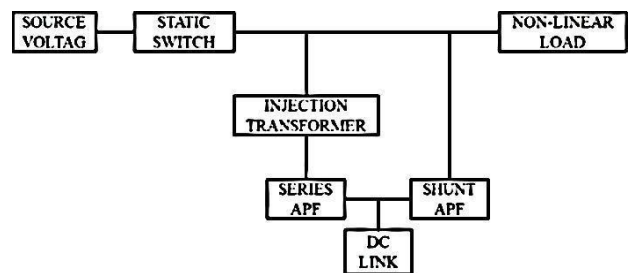 SOURCE
VOLTAG
STATIC
SWITCH
NON-LINEAR
LOAD
INJECTION
TRANSFORMER
SERIES
APF
SHUNT
APF
DC
LINK